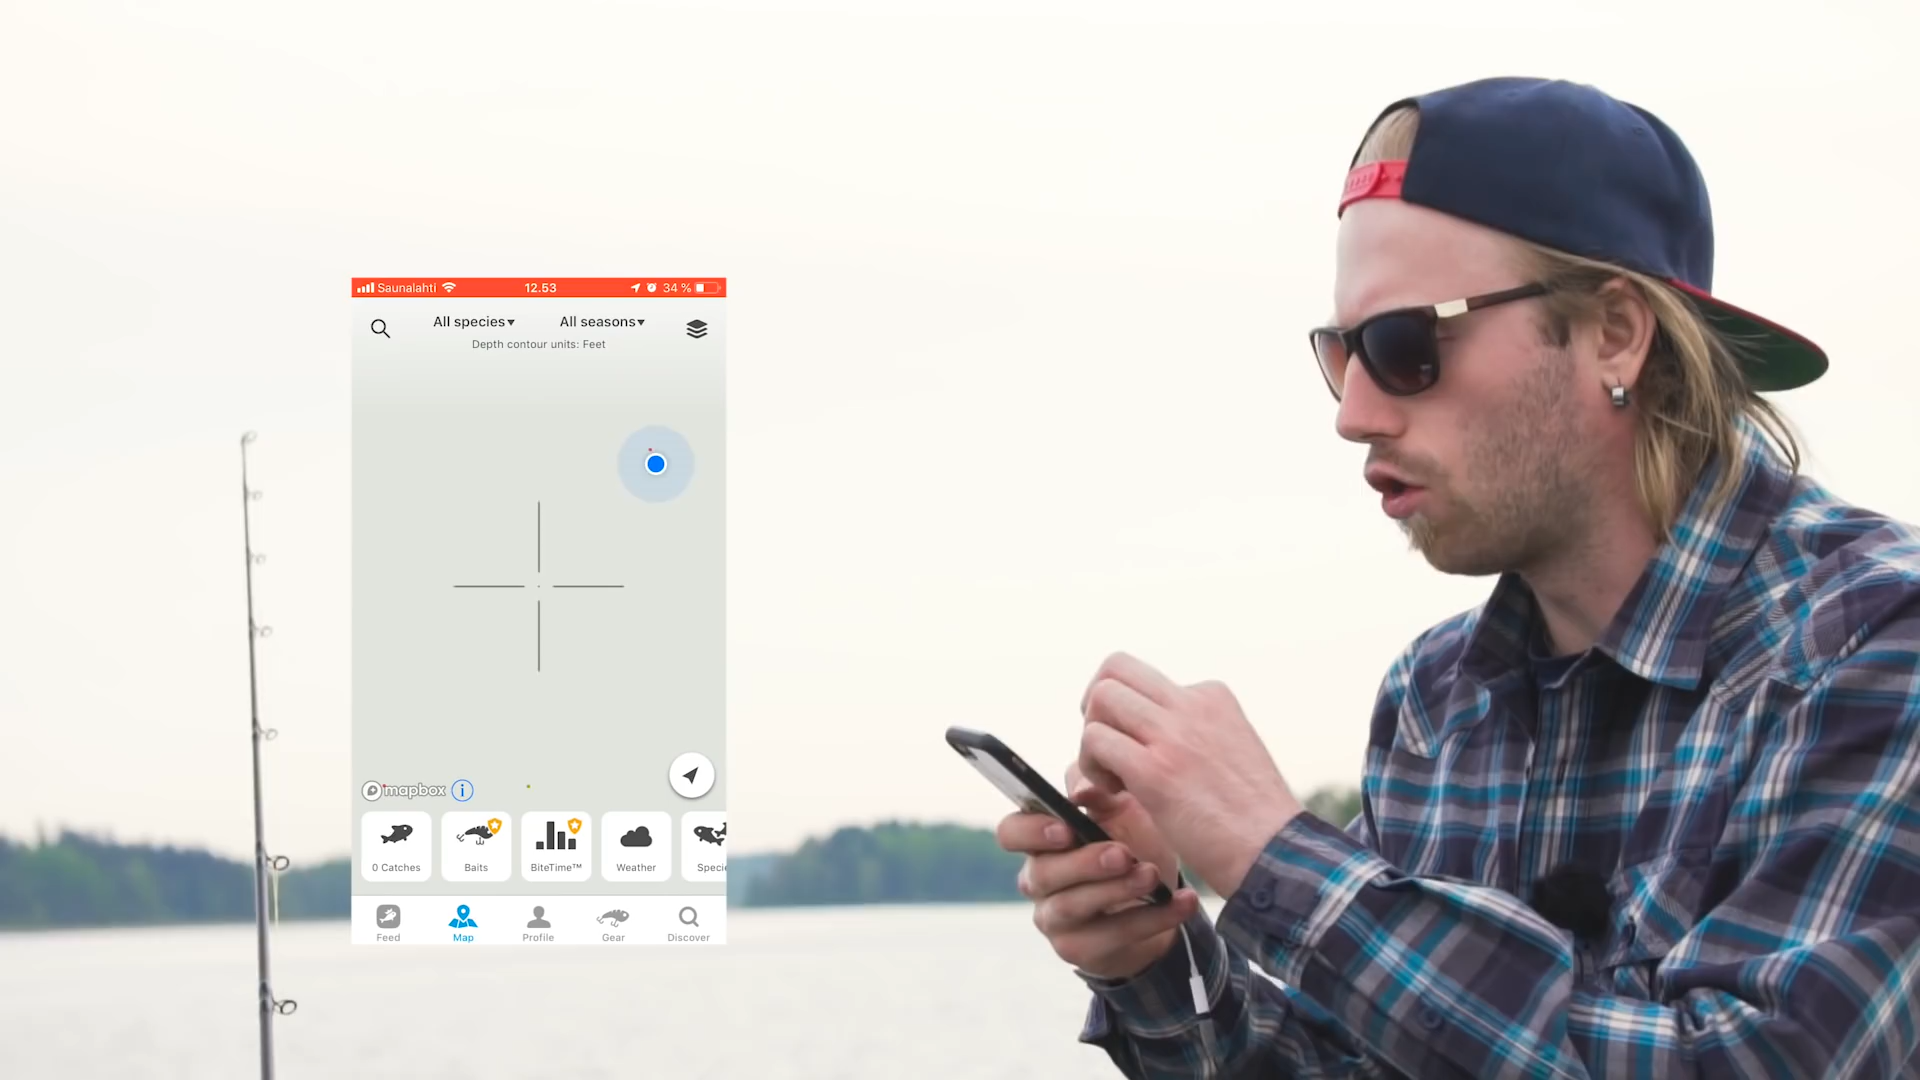 Saunalahti 12.53 34 %
All species▾ All seasons▾
Depth contour units: Feet
mapbox i
0 Catches Baits BiteTime™ Weather Specie
Feed Map Profile Gear Discover